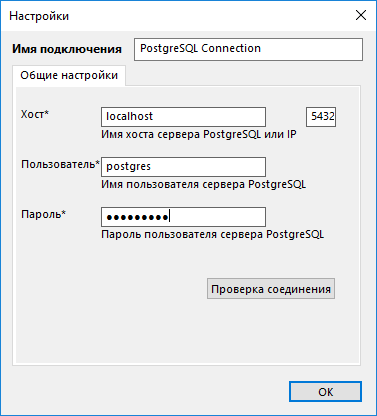 Настройки
Имя подключения PostgreSQL Connection
Общие настройки
Хост* localhost 5432
Имя хоста сервера PostgreSQL или IP
Пользователь* postgres
Имя пользователя сервера PostgreSQL
Пароль* ●●●●●●●●●
Пароль пользователя сервера PostgreSQL
Проверка соединения
OK